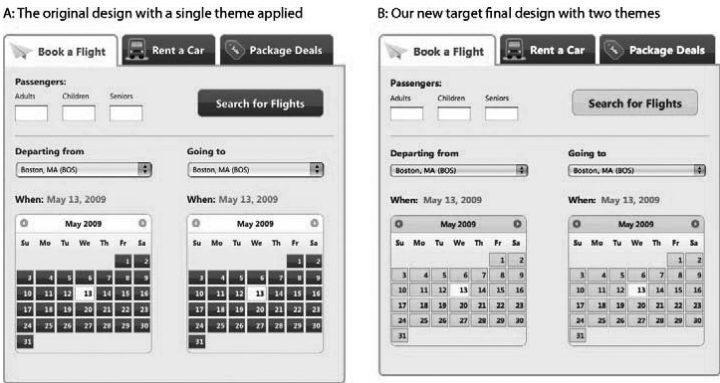 A: The original design with a single theme applied
Book a Flight Rent a Car Package Deals
Passengers:
Adults Children Seniors
Search for Flights
Departing from Going to
Boston, MA (BOS) Boston, MA (BOS)
When: May 13, 2009 When: May 13, 2009
May 2009 May 2009
Su Mo Tu We Th Fr Sa Su Mo Tu We Th Fr Sa
1 2 1 2
3 4 5 6 7 8 9 3 4 5 6 7 8 9
10 11 12 13 14 15 16 10 11 12 13 14 15 16
17 18 19 20 21 22 23 17 18 19 20 21 22 23
24 25 26 27 28 29 30 24 25 26 27 28 29 30
31 31
B: Our new target final design with two themes
Book a Flight Rent a Car Package Deals
Passengers:
Adults Children Seniors
Search for Flights
Departing from Going to
Boston, MA (BOS) Boston, MA (BOS)
When: May 13, 2009 When: May 13, 2009
May 2009 May 2009
Su Mo Tu We Th Fr Sa Su Mo Tu We Th Fr Sa
1 2 1 2
3 4 5 6 7 8 9 3 4 5 6 7 8 9
10 11 12 13 14 15 16 10 11 12 13 14 15 16
17 18 19 20 21 22 23 17 18 19 20 21 22 23
24 25 26 27 28 29 30 24 25 26 27 28 29 30
31 31